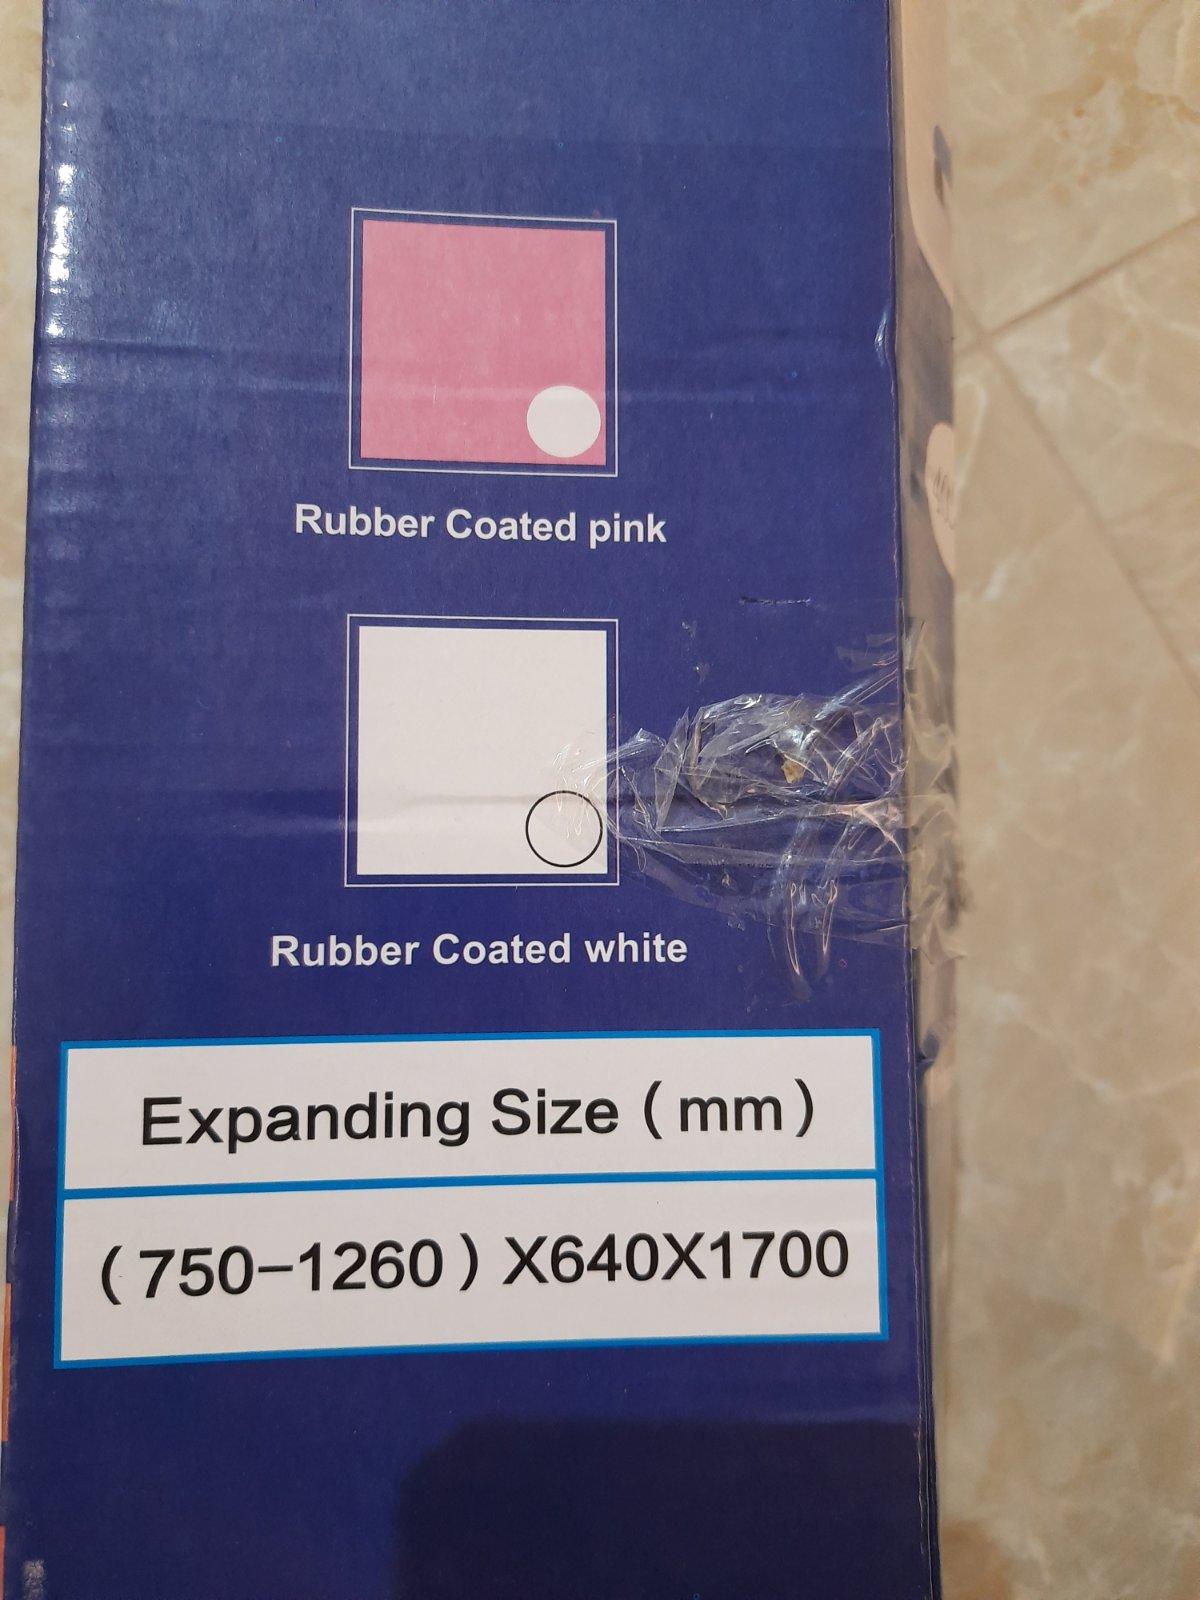 Rubber Coated pink
Rubber Coated white
Expanding Size (mm)
(750-1260) X640X1700